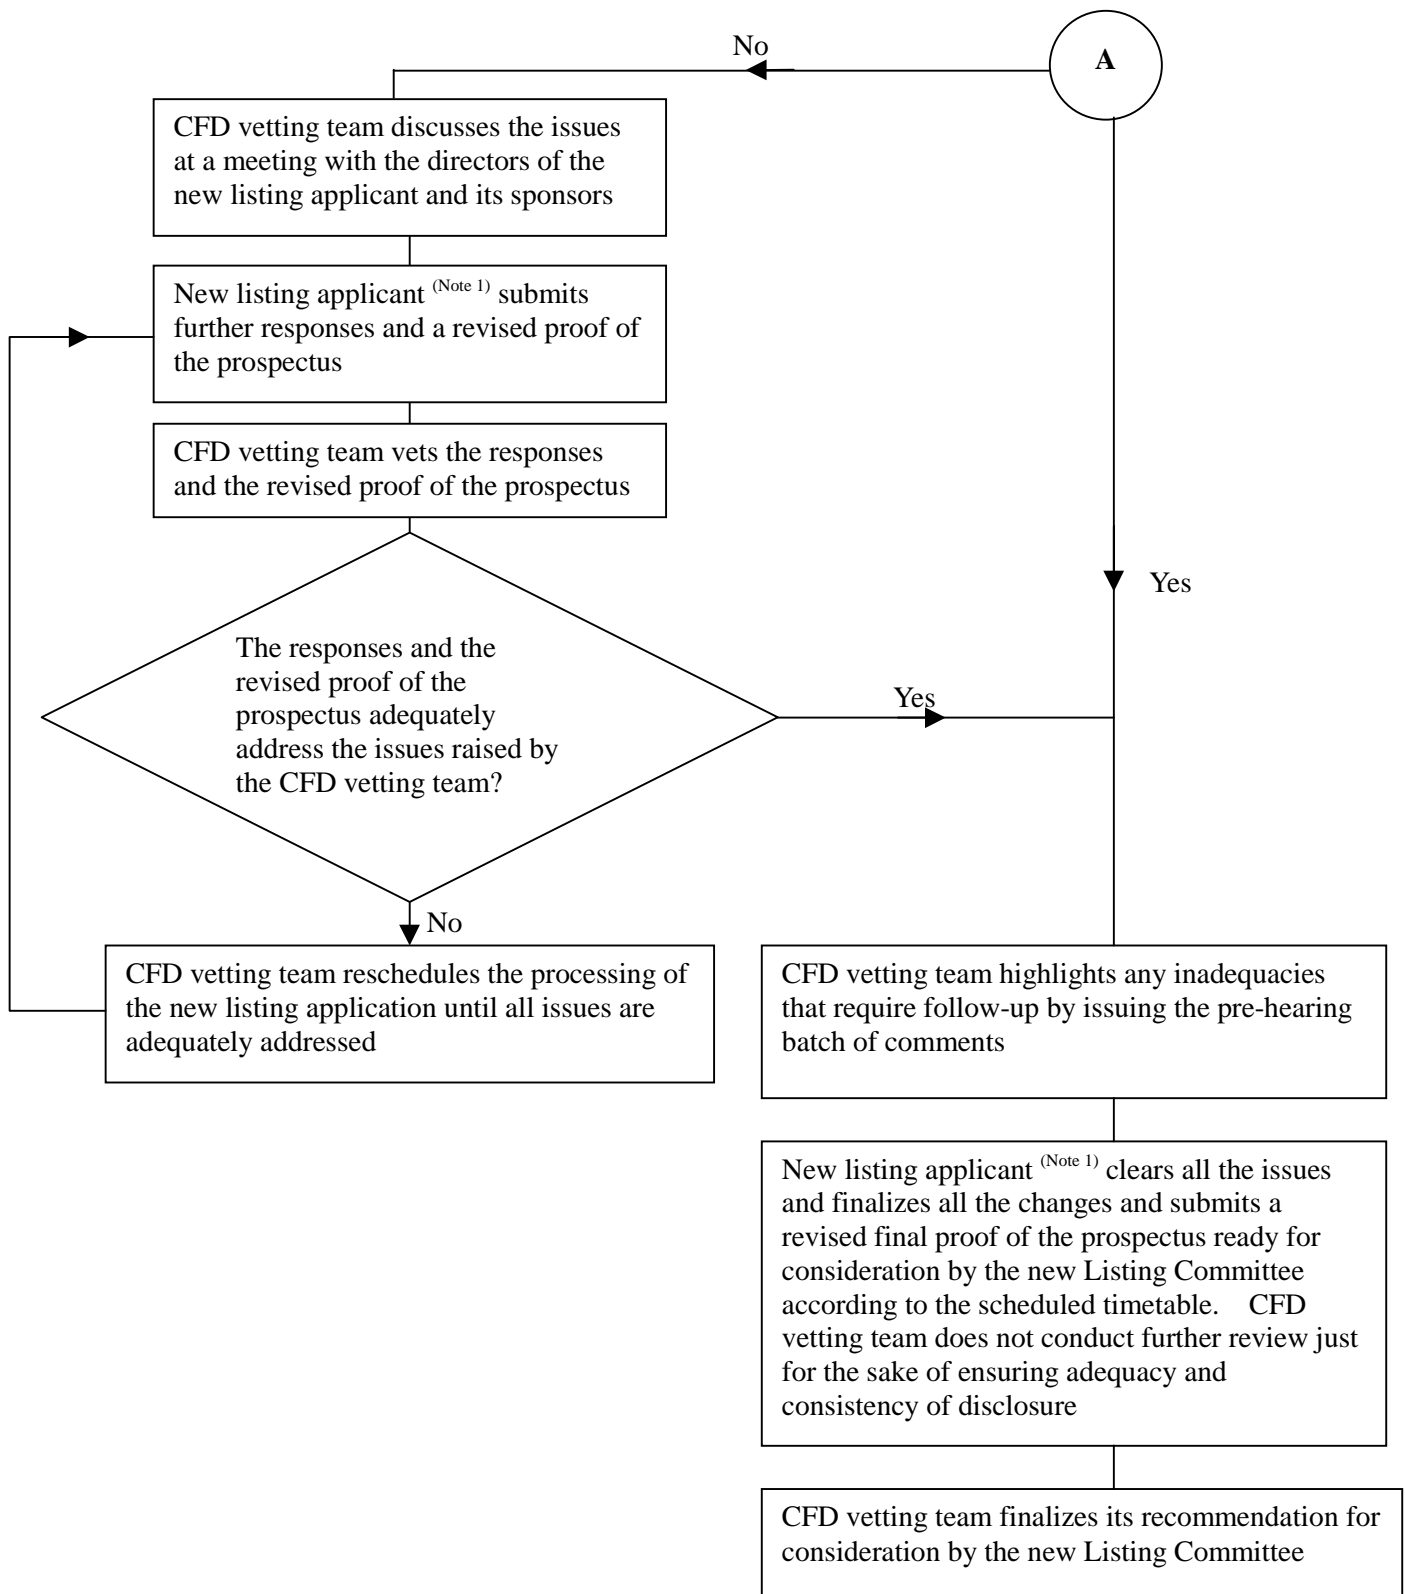 No
A
CFD vetting team discusses the issues
at a meeting with the directors of the
new listing applicant and its sponsors
New listing applicant (Note 1) submits
further responses and a revised proof of
the prospectus
CFD vetting team vets the responses
and the revised proof of the prospectus
Yes
The responses and the
revised proof of the
prospectus adequately
address the issues raised by
the CFD vetting team?
Yes
No
CFD vetting team reschedules the processing of
the new listing application until all issues are
adequately addressed
CFD vetting team highlights any inadequacies
that require follow-up by issuing the pre-hearing
batch of comments
New listing applicant (Note 1) clears all the issues
and finalizes all the changes and submits a
revised final proof of the prospectus ready for
consideration by the new Listing Committee
according to the scheduled timetable. CFD
vetting team does not conduct further review just
for the sake of ensuring adequacy and
consistency of disclosure
CFD vetting team finalizes its recommendation for
consideration by the new Listing Committee